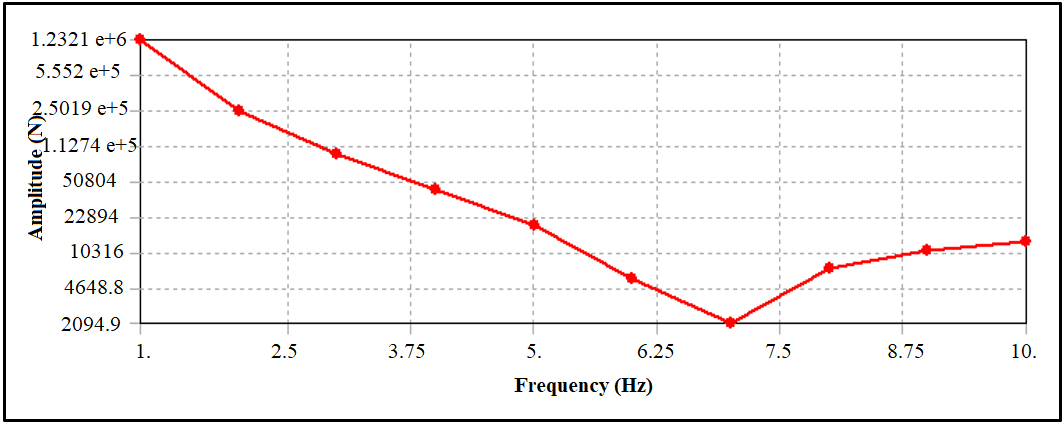 Amplitude (N)
1.2321 e+6
5.552 e+5
2.5019 e+5
1.1274 e+5
50804
22894
10316
4648.8
2094.9
1. 2.5 3.75 5. 6.25 7.5 8.75 10.
Frequency (Hz)